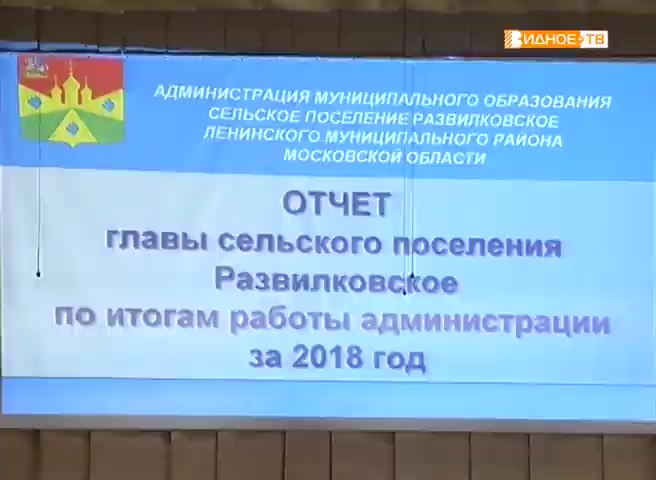 ВИДНОЕ-ТВ
АДМИНИСТРАЦИЯ МУНИЦИПАЛЬНОГО ОБРАЗОВАНИЯ
СЕЛЬСКОЕ ПОСЕЛЕНИЕ РАЗВИЛКОВСКОЕ
ЛЕНИНСКОГО МУНИЦИПАЛЬНОГО РАЙОНА
МОСКОВСКОЙ ОБЛАСТИ
ОТЧЕТ
главы сельского поселения
Развилковское
по итогам работы администрации
за 2018 год